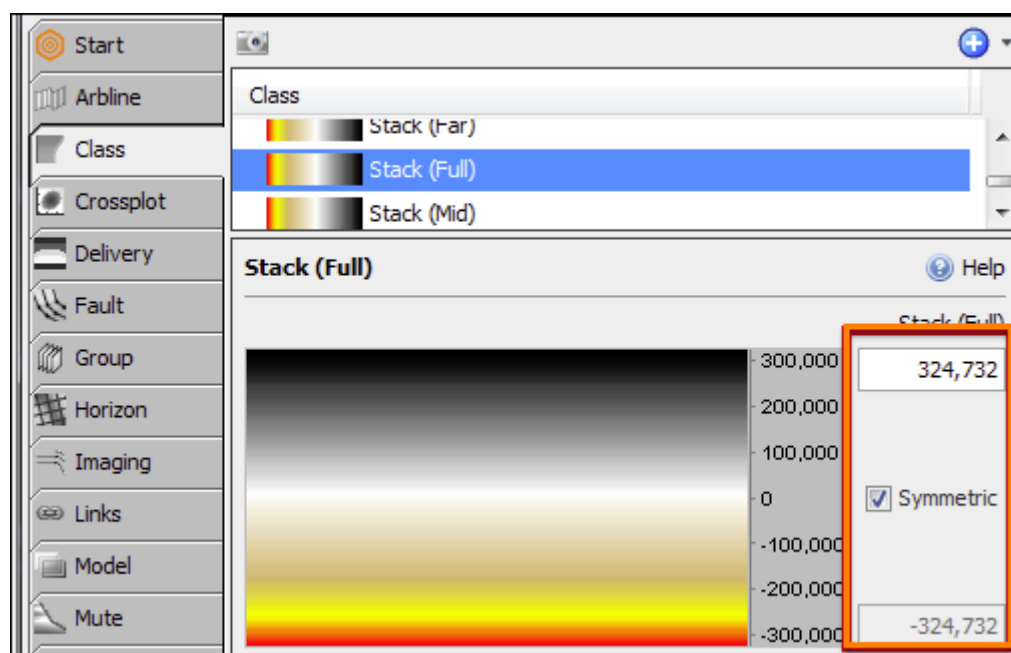 Start
Arbline
Class
Crossplot
Delivery
Fault
Group
Horizon
Imaging
Links
Model
Mute
Class
Stack (Far)
Stack (Full)
Stack (Mid)
Stack (Full)
Help
Stack (Full)
300,000
200,000
100,000
0
-100,000
-200,000
-300,000
324,732
Symmetric
-324,732